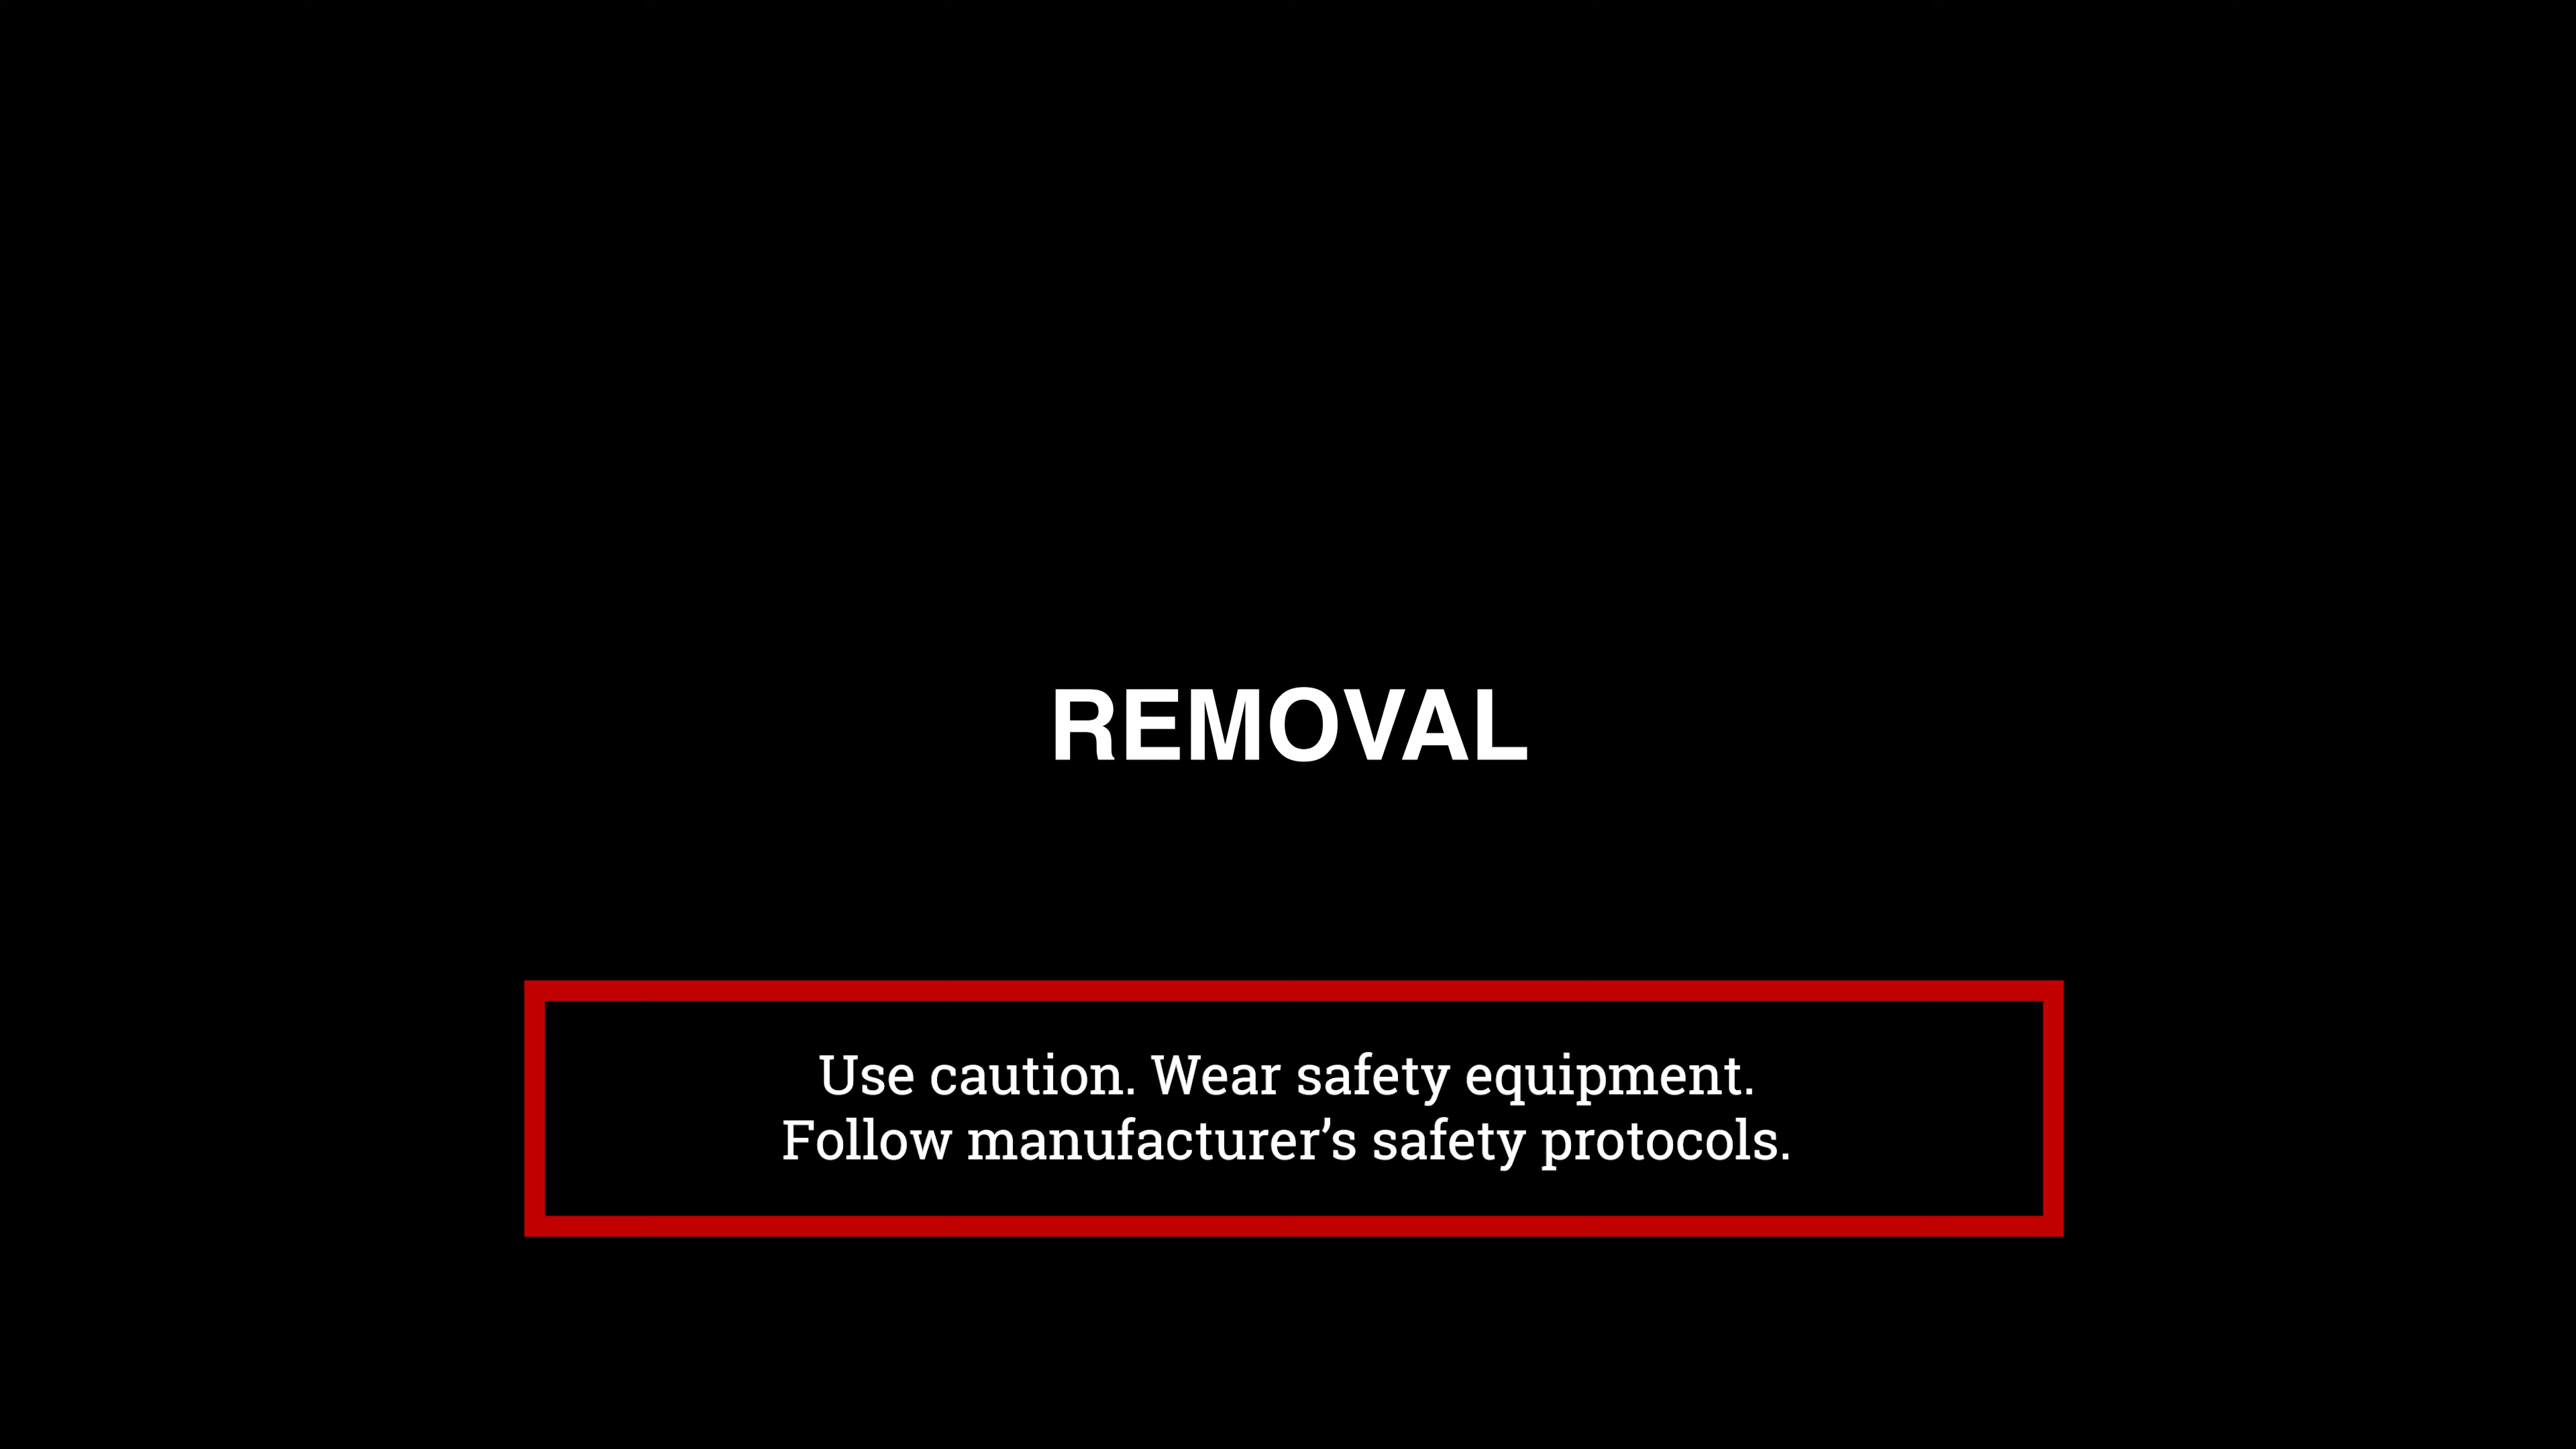 REMOVAL
Use caution. Wear safety equipment.
Follow manufacturer’s safety protocols.